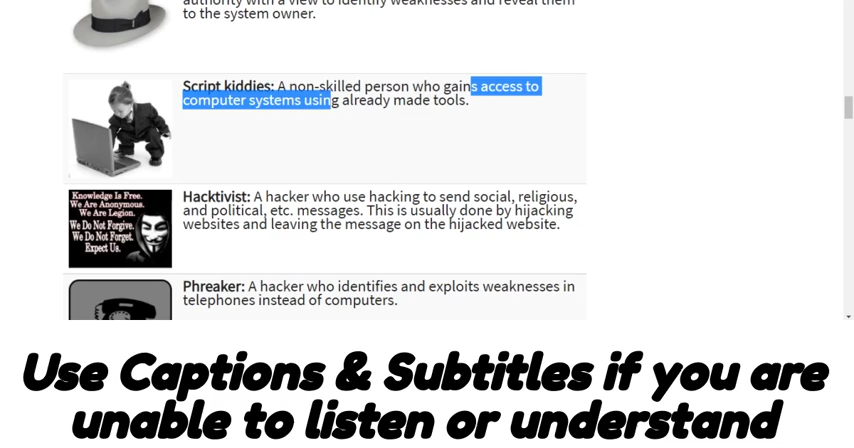 authority with a view to identify weaknesses and reveal them
to the system owner.
Script kiddies: A non-skilled person who gains access to
computer systems using already made tools.
Knowledge Is Free.
We Are Anonymous.
We Are Legion.
We Do Not Forgive.
We Do Not Forget.
Expect Us.
Hacktivist: A hacker who use hacking to send social, religious,
and political, etc. messages. This is usually done by hijacking
websites and leaving the message on the hijacked website.
Phreaker: A hacker who identifies and exploits weaknesses in
telephones instead of computers.
Use Captions & Subtitles if you are
unable to listen or understand